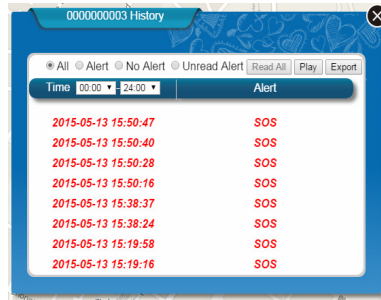 0000000003 History
All Alert No Alert Unread Alert Read All Play Export
Time 00:00 - 24:00 Alert
2015-05-13 15:50:47 SOS
2015-05-13 15:50:40 SOS
2015-05-13 15:50:28 SOS
2015-05-13 15:50:16 SOS
2015-05-13 15:38:37 SOS
2015-05-13 15:38:24 SOS
2015-05-13 15:19:58 SOS
2015-05-13 15:19:16 SOS